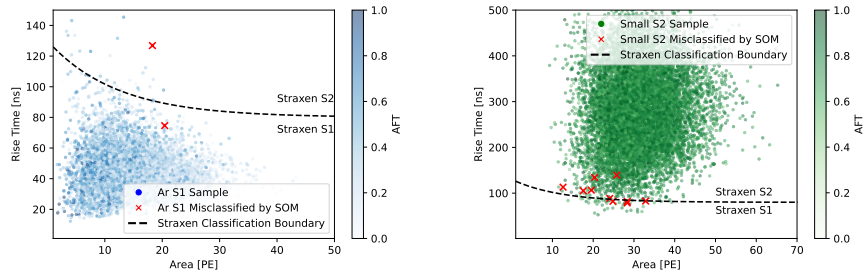 140
120
100
80
60
40
20
Rise Time [ns]
10
20
30
40
50
Area [PE]
Straxen S2
Straxen S1
Ar S1 Sample
Ar S1 Misclassified by SOM
Straxen Classification Boundary
1.0
0.8
0.6
0.4
0.2
0.0
AFT
500
400
300
200
100
Rise Time [ns]
10
20
30
40
50
60
70
Area [PE]
Small S2 Sample
Small S2 Misclassified by SOM
Straxen Classification Boundary
Straxen S2
Straxen S1
1.0
0.8
0.6
0.4
0.2
0.0
AFT